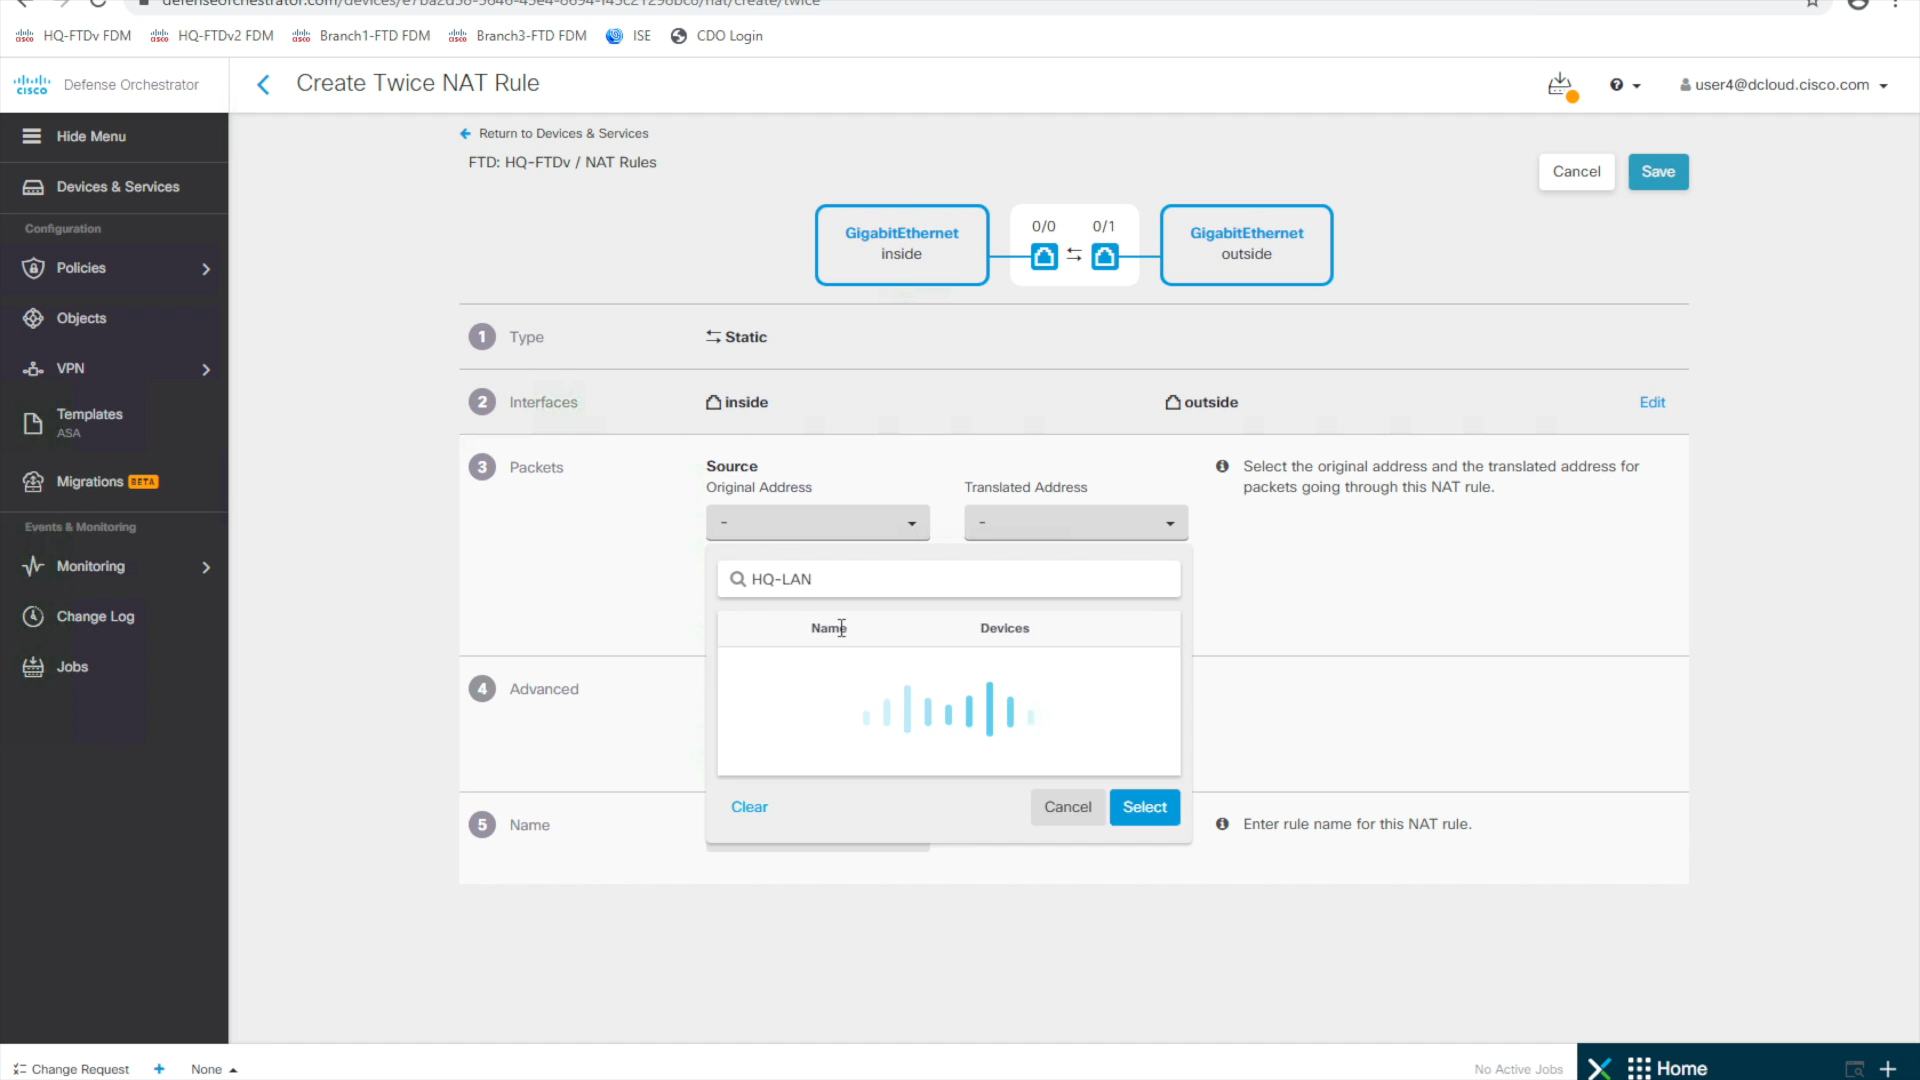 HQ-FTDv FDM HQ-FTDv2 FDM Branch1-FTD FDM Branch3-FTD FDM ISE CDO Login
cisco Defense Orchestrator
Create Twice NAT Rule
user4@dcloud.cisco.com
Hide Menu
Devices & Services
Configuration
Policies
Objects
VPN
Templates
ASA
Migrations BETA
Events & Monitoring
Monitoring
Change Log
Jobs
Return to Devices & Services
FTD: HQ-FTDv / NAT Rules
Cancel Save
GigabitEthernet
inside
0/0 0/1
GigabitEthernet
outside
1 Type Static
2 Interfaces inside outside Edit
3 Packets
Source
Original Address Translated Address
- -
Select the original address and the translated address for
packets going through this NAT rule.
HQ-LAN
Name Devices
Clear Cancel Select
4 Advanced
5 Name
Enter rule name for this NAT rule.
Change Request + None
No Active Jobs
Home